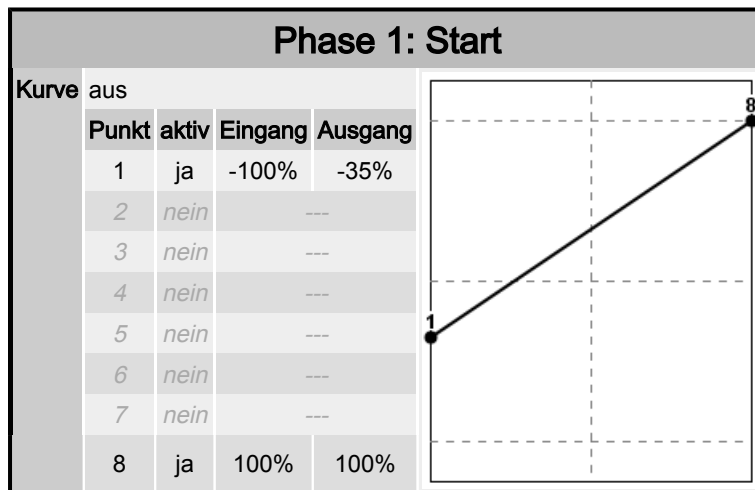 Phase 1: Start
Kurve aus
Punkt aktiv Eingang Ausgang
1 ja -100% -35%
2 nein ---
3 nein ---
4 nein ---
5 nein ---
6 nein ---
7 nein ---
8 ja 100% 100%
1
8